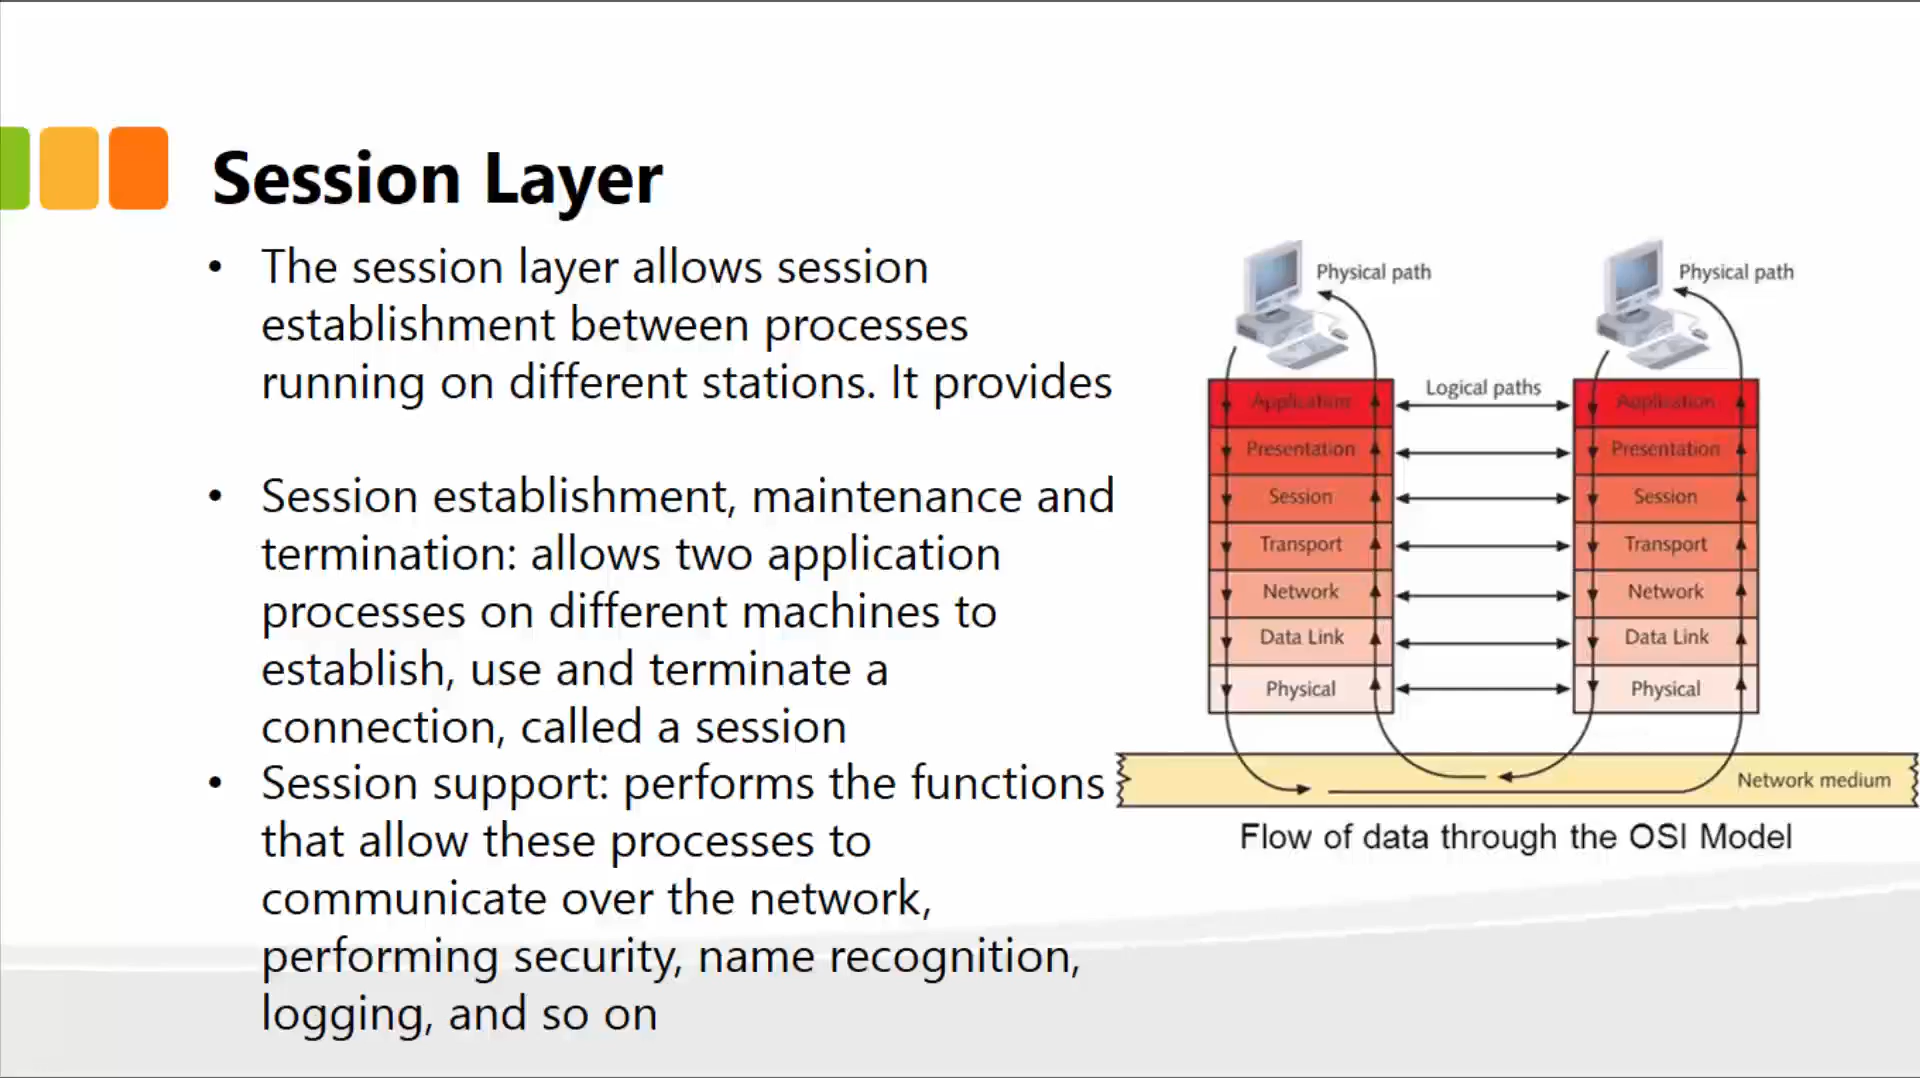 Session Layer
• The session layer allows session
establishment between processes
running on different stations. It provides
• Session establishment, maintenance and
termination: allows two application
processes on different machines to
establish, use and terminate a
connection, called a session
• Session support: performs the functions
that allow these processes to
communicate over the network,
performing security, name recognition,
logging, and so on
Physical path
Physical path
Logical paths
Application
Application
Presentation
Presentation
Session
Session
Transport
Transport
Network
Network
Data Link
Data Link
Physical
Physical
Network medium
Flow of data through the OSI Model